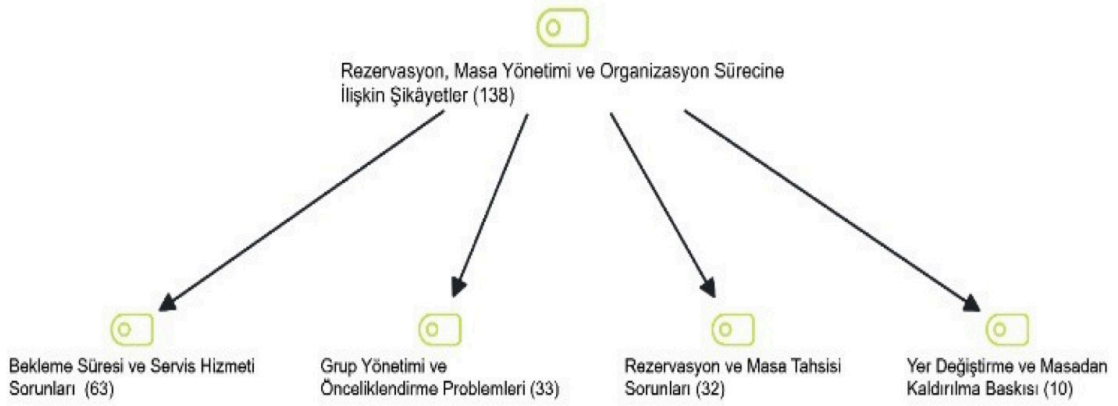 Rezervasyon, Masa Yönetimi ve Organizasyon Sürecine
İlişkin Şikâyetler (138)
Bekleme Süresi ve Servis Hizmeti
Sorunları (63)
Grup Yönetimi ve
Önceliklendirme Problemleri (33)
Rezervasyon ve Masa Tahsisi
Sorunları (32)
Yer Değiştirme ve Masadan
Kaldırılma Baskısı (10)